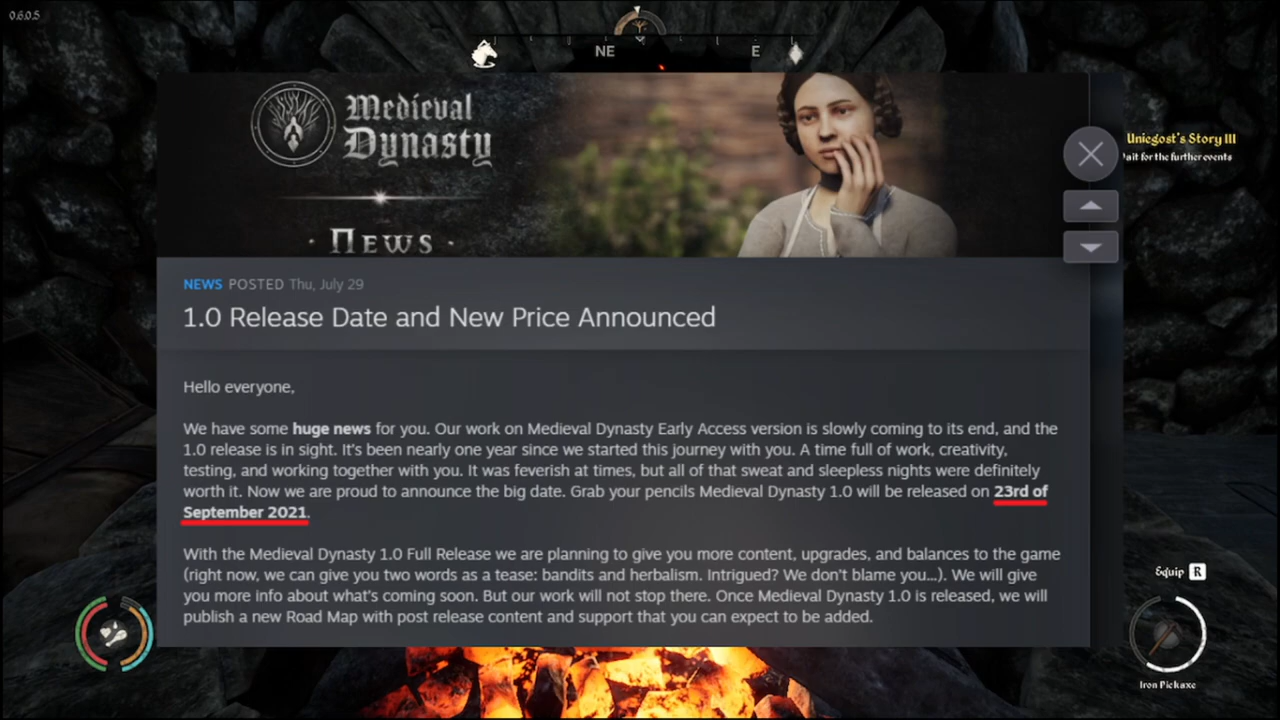 0.6.0.5
NE E
Medieval
Dynasty
· News ·
Uniegost's Story III
ait for the further events
NEWS POSTED Thu, July 29
1.0 Release Date and New Price Announced
Hello everyone,
We have some huge news for you. Our work on Medieval Dynasty Early Access version is slowly coming to its end, and the
1.0 release is in sight. It's been nearly one year since we started this journey with you. A time full of work, creativity,
testing, and working together with you. It was feverish at times, but all of that sweat and sleepless nights were definitely
worth it. Now we are proud to announce the big date. Grab your pencils Medieval Dynasty 1.0 will be released on 23rd of
September 2021.
With the Medieval Dynasty 1.0 Full Release we are planning to give you more content, upgrades, and balances to the game
(right now, we can give you two words as a tease: bandits and herbalism. Intrigued? We don't blame you...). We will give
you more info about what's coming soon. But our work will not stop there. Once Medieval Dynasty 1.0 is released, we will
publish a new Road Map with post release content and support that you can expect to be added.
Equip R
Iron Pickaxe